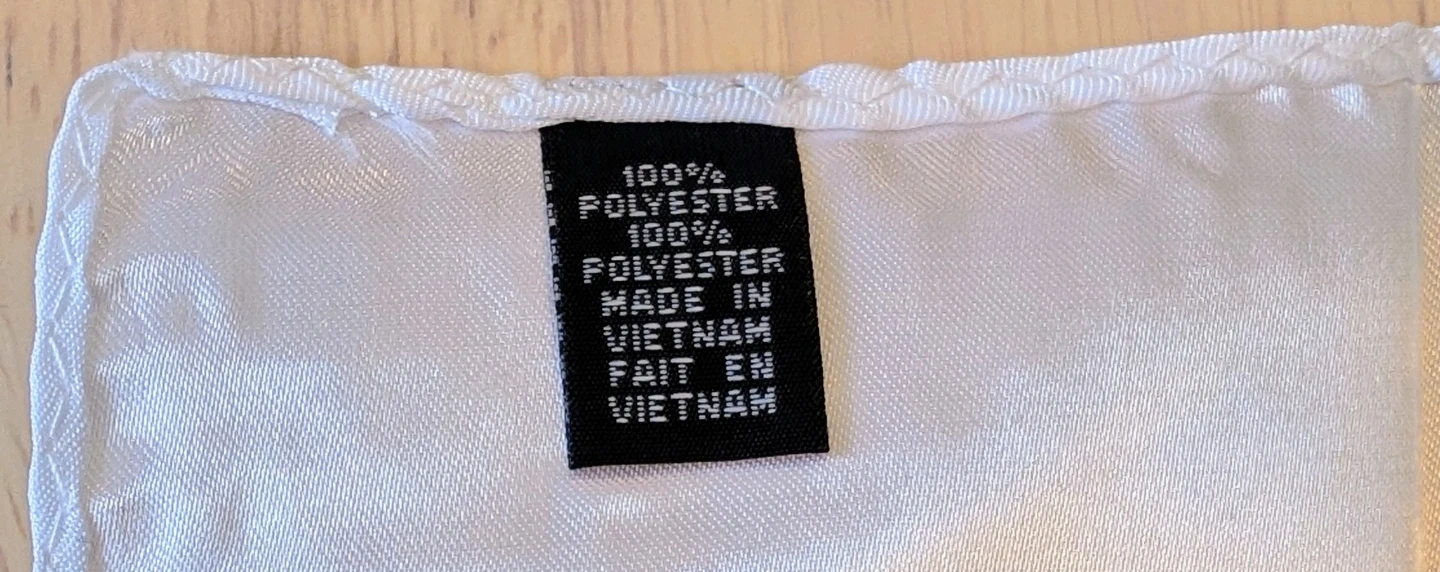 100%
POLYESTER
100%
POLYESTER
MADE IN
VIETNAM
FAIT EN
VIETNAM